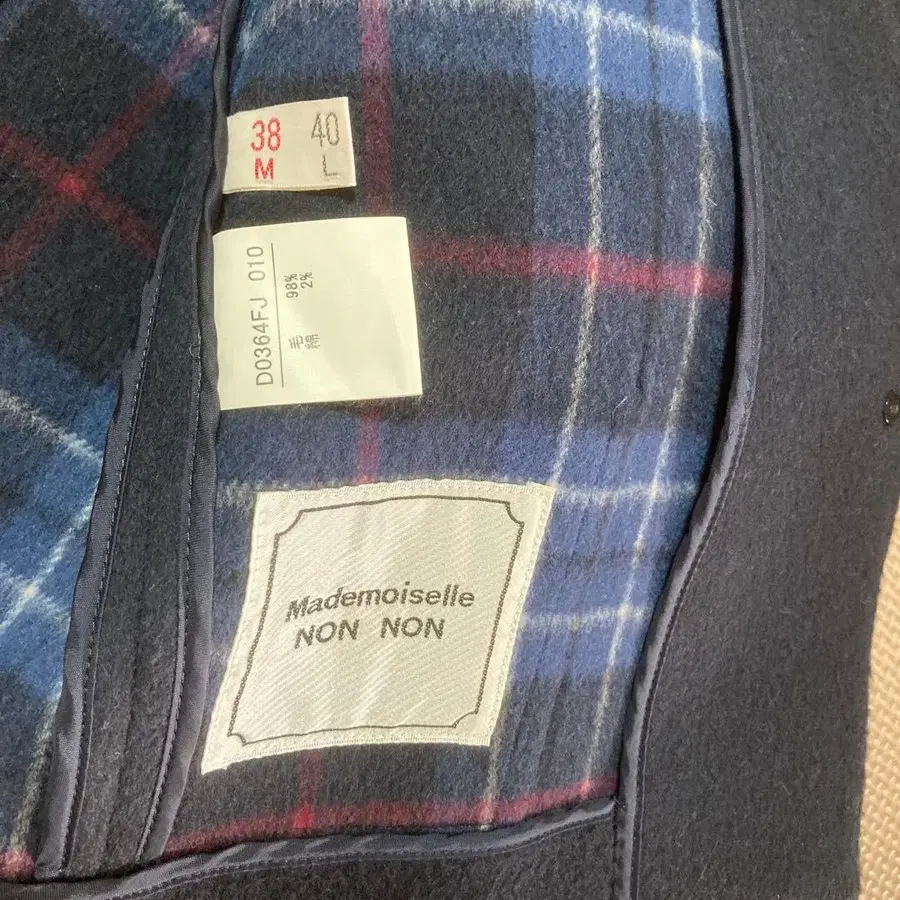 38 40
M L
D0364FJ 010
毛 98%
綿 2%
Mademoiselle
NON NON